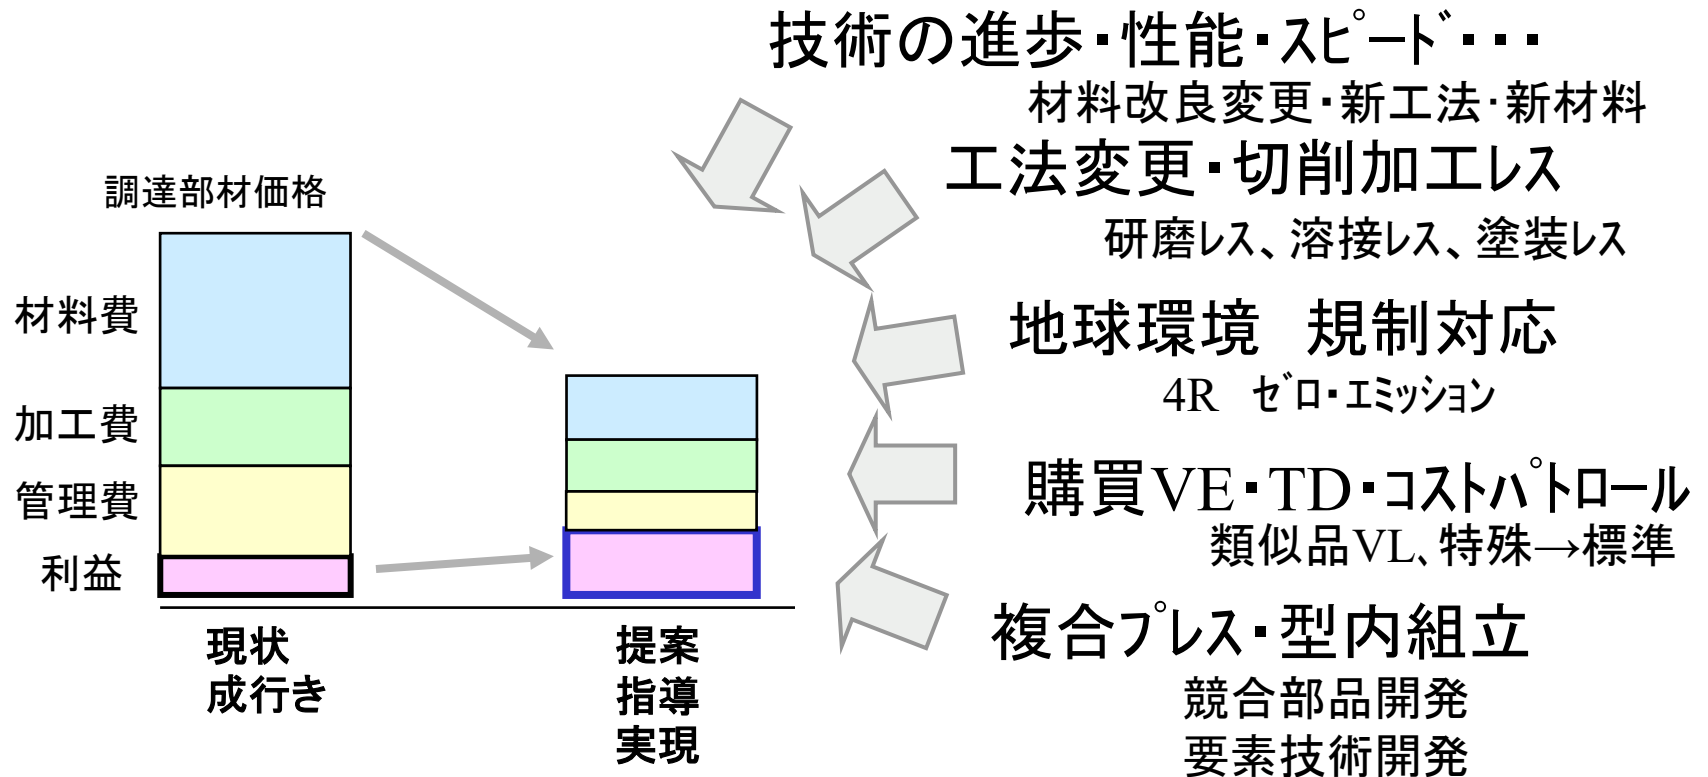 技術の進歩・性能・ｽﾋﾟｰﾄﾞ・・・
材料改良変更・新工法・新材料
工法変更・切削加工ﾚｽ
研磨ﾚｽ、溶接ﾚｽ、塗装ﾚｽ
地球環境　規制対応
4R　ｾﾞﾛ・ｴﾐｯｼｮﾝ
購買VE・TD・ｺｽﾄﾊﾟﾄﾛｰﾙ
類似品VL、特殊→標準
複合ﾌﾟﾚｽ・型内組立
競合部品開発
要素技術開発
調達部材価格
材料費
加工費
管理費
利益
現状
成行き
提案
指導
実現